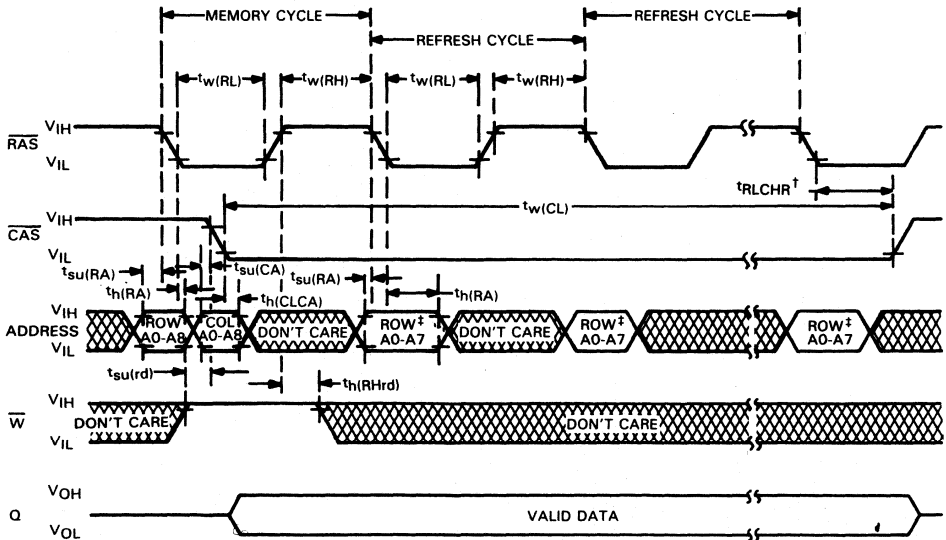 MEMORY CYCLE
REFRESH CYCLE
REFRESH CYCLE
tw(RL)
tw(RH)
tw(RL)
tw(RH)
RAS
VIH
VIL
tRLCHR†
tw(CL)
CAS
VIH
VIL
tsu(RA)
tsu(CA)
tsu(RA)
th(RA)
th(CLCA)
th(RA)
ADDRESS
VIH
VIL
ROW A0-A8
COL A0-A8
DON'T CARE
ROW‡ A0-A7
DON'T CARE
ROW‡ A0-A7
ROW‡ A0-A7
tsu(rd)
th(RHrd)
W
VIH
VIL
DON'T CARE
DON'T CARE
Q
VOH
VOL
VALID DATA